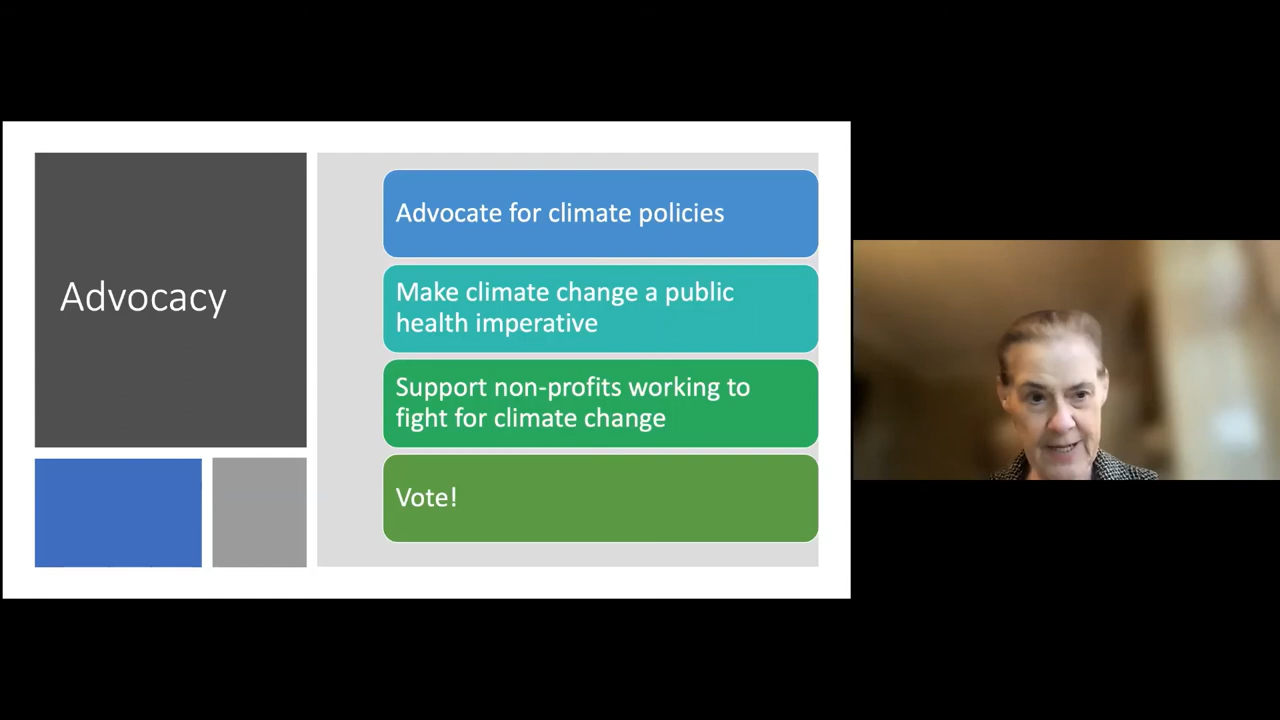 Advocacy
Advocate for climate policies
Make climate change a public
health imperative
Support non-profits working to
fight for climate change
Vote!